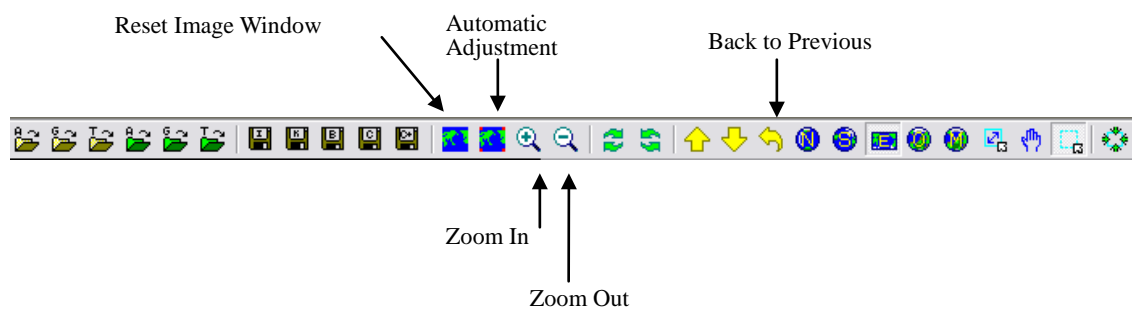 Reset Image Window
Automatic
Adjustment
Back to Previous
A G T A G T I K B C C+ N S E M
Zoom In
Zoom Out